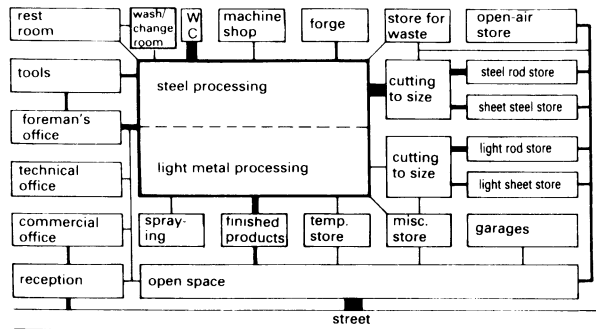 rest
room
wash/
change
room
W
C
machine
shop
forge
store for
waste
open-air
store
tools
steel processing
cutting
to size
steel rod store
sheet steel store
foreman's
office
technical
office
light metal processing
cutting
to size
light rod store
light sheet store
commercial
office
spray-
ing
finished
products
temp.
store
misc.
store
garages
reception
open space
street